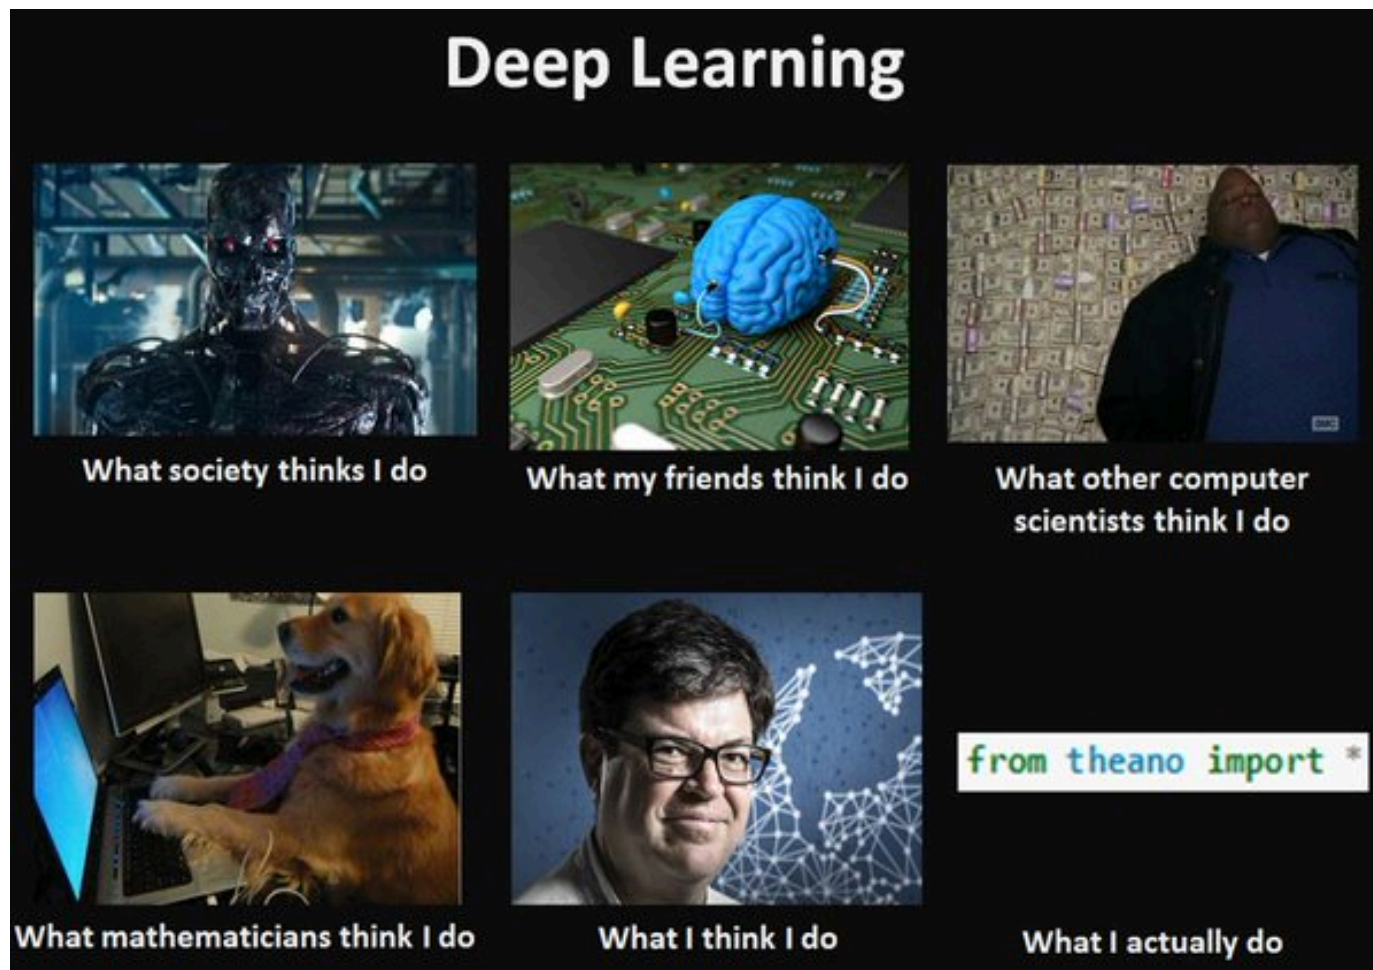 Deep Learning
What society thinks I do
What my friends think I do
What other computer
scientists think I do
amc
What mathematicians think I do
What I think I do
from theano import *
What I actually do